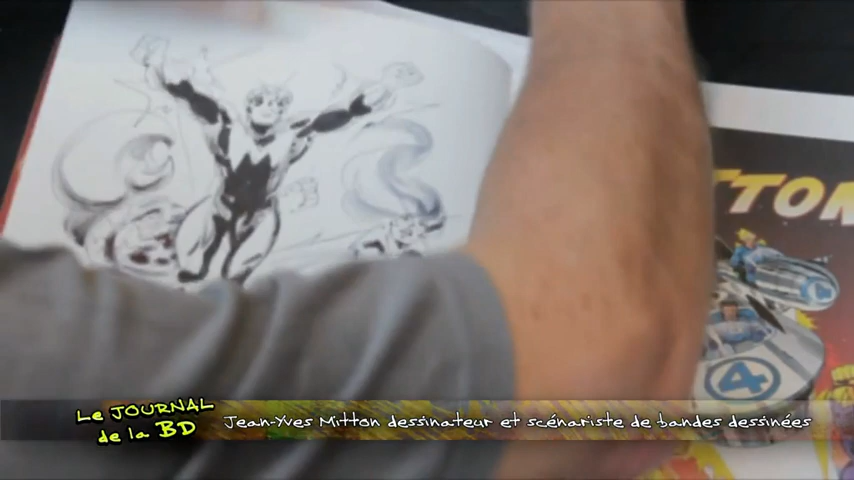 TTON
4
Le JOURNAL
de la BD
Jean-Yves Mitton dessinateur et scénariste de bandes dessinées